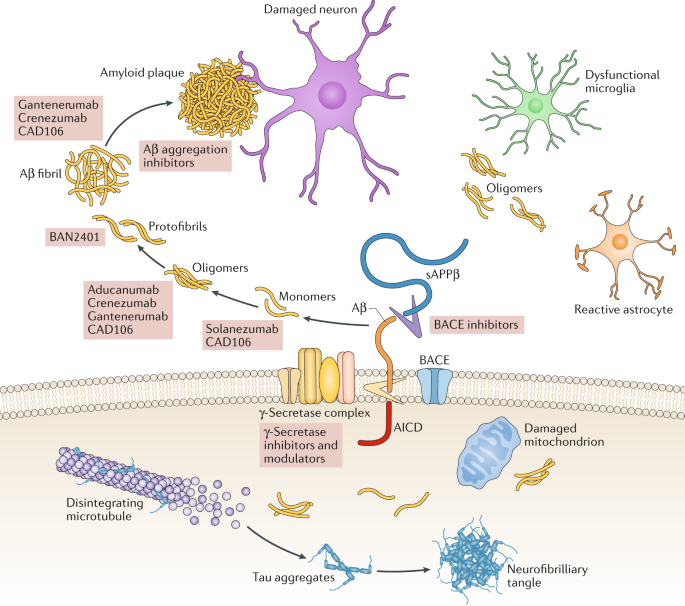 Damaged neuron
Amyloid plaque
Dysfunctional
microglia
Gantenerumab
Crenezumab
CAD106
Aβ aggregation
inhibitors
Aβ fibril
Oligomers
BAN2401
Protofibrils
sAPPβ
Reactive astrocyte
Oligomers
Aducanumab
Crenezumab
Gantenerumab
CAD106
Monomers
Aβ
Solanezumab
CAD106
BACE inhibitors
BACE
γ-Secretase complex
γ-Secretase
inhibitors and
modulators
AICD
Damaged
mitochondrion
Disintegrating
microtubule
Tau aggregates
Neurofibrilliary
tangle